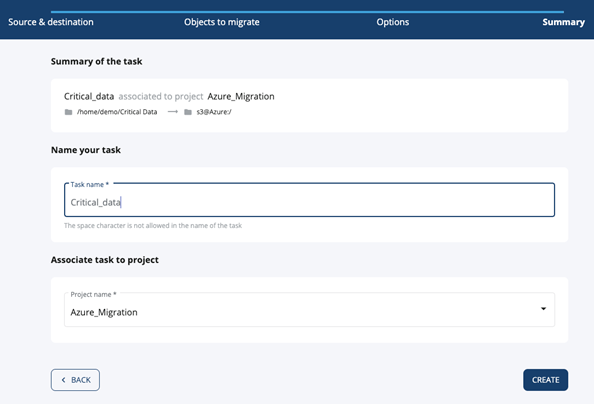 Source & destination Objects to migrate Options Summary
Summary of the task
Critical_data associated to project Azure_Migration
/home/demo/Critical Data → s3@Azure:/
Name your task
Task name *
Critical_data
The space character is not allowed in the name of the task
Associate task to project
Project name *
Azure_Migration
< BACK CREATE